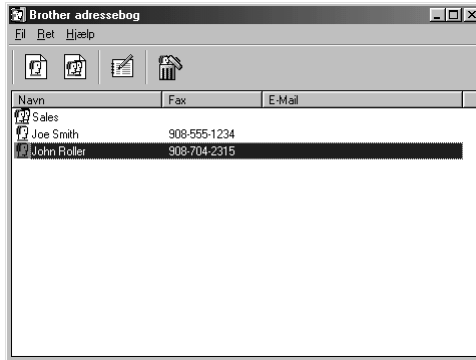 Brother adressebog
Fil Ret Hjælp
Navn Fax E-Mail
Sales
Joe Smith 908-555-1234
John Roller 908-704-2315